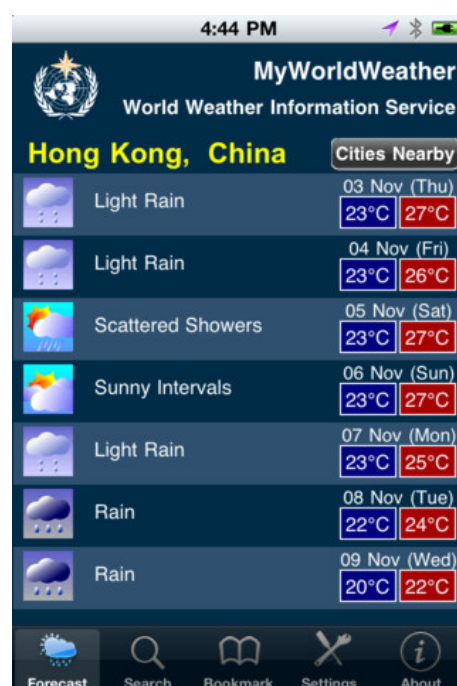 4:44 PM
MyWorldWeather
World Weather Information Service
Hong Kong, China
Cities Nearby
03 Nov (Thu)
Light Rain
23°C 27°C
04 Nov (Fri)
Light Rain
23°C 26°C
05 Nov (Sat)
Scattered Showers
23°C 27°C
06 Nov (Sun)
Sunny Intervals
23°C 27°C
07 Nov (Mon)
Light Rain
23°C 25°C
08 Nov (Tue)
Rain
22°C 24°C
09 Nov (Wed)
Rain
20°C 22°C
Forecast Search Bookmark Settings About